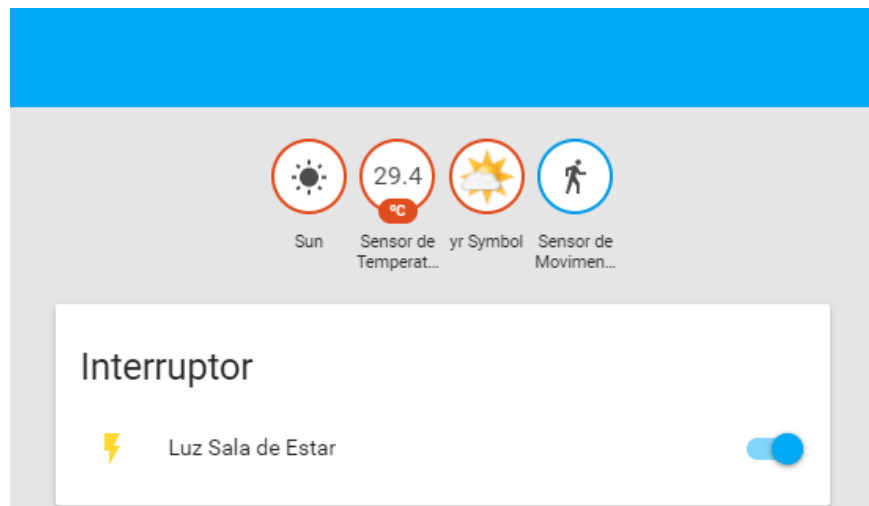 29.4
°C
Sun
Sensor de
Temperat...
yr Symbol
Sensor de
Movimen...
Interruptor
Luz Sala de Estar